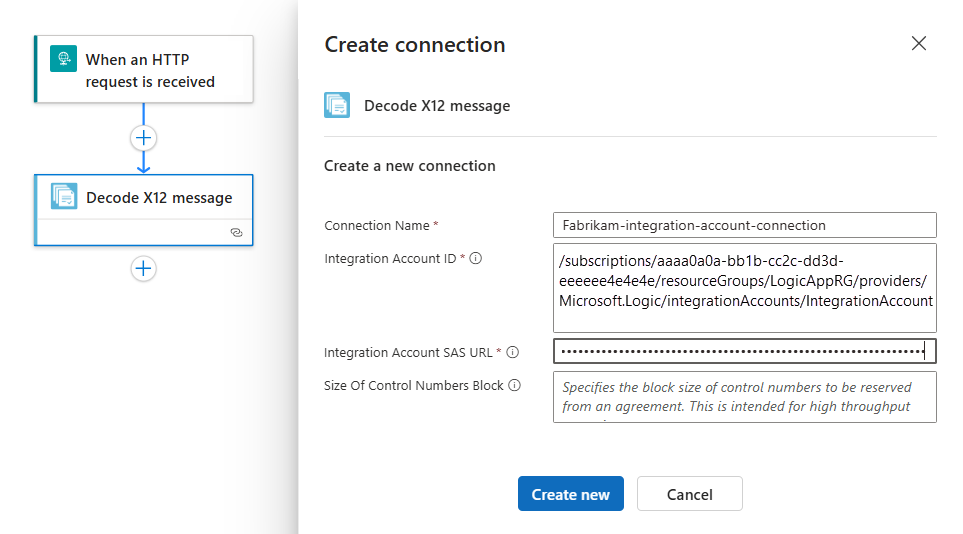 When an HTTP
request is received
Decode X12 message
Create connection
Decode X12 message
Create a new connection
Connection Name *
Fabrikam-integration-account-connection
Integration Account ID *
/subscriptions/aaaa0a0a-bb1b-cc2c-dd3d-
eeeeee4e4e4e/resourceGroups/LogicAppRG/providers/
Microsoft.Logic/integrationAccounts/IntegrationAccount
Integration Account SAS URL *
Size Of Control Numbers Block
Specifies the block size of control numbers to be reserved
from an agreement. This is intended for high throughput
Create new
Cancel